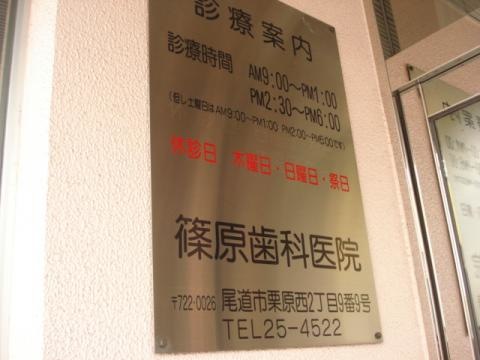 診療案内
診療時間 AM9:00〜PM1:00
PM2:30〜PM6:00
(但し土曜日はAM9:00〜PM1:00 PM2:00〜PM5:00です)
休診日 木曜日・日曜日・祭日
篠原歯科医院
〒722-0026 尾道市栗原西2丁目9番9号
TEL25-4522